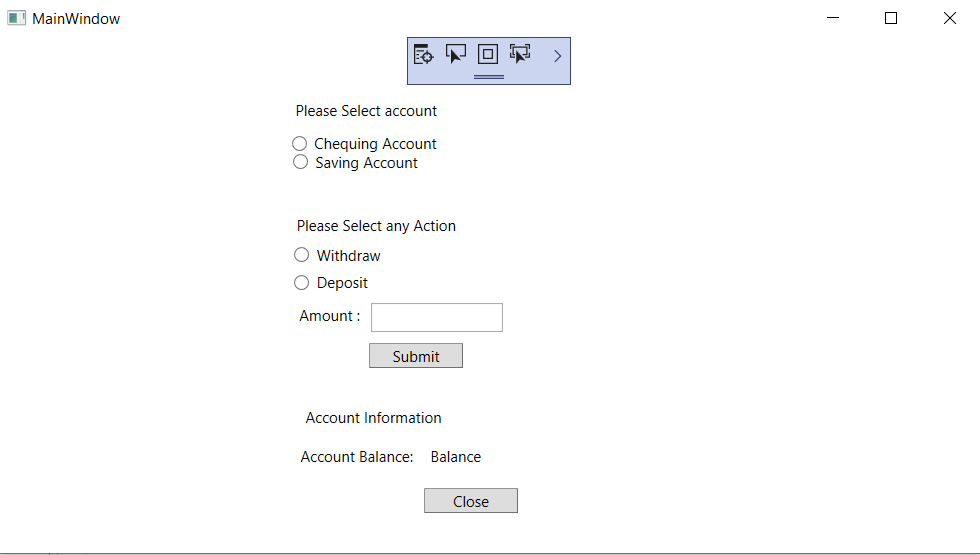 MainWindow
Please Select account
Chequing Account
Saving Account
Please Select any Action
Withdraw
Deposit
Amount :
Submit
Account Information
Account Balance: Balance
Close